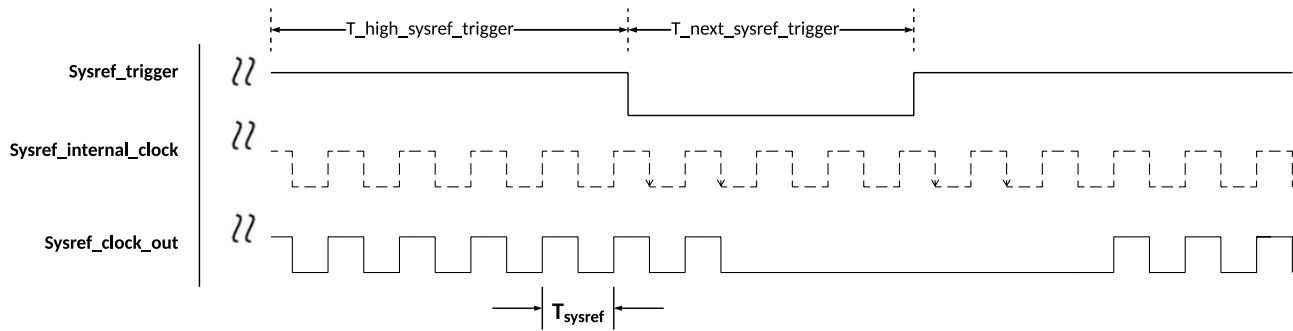 T_high_sysref_trigger T_next_sysref_trigger
Sysref_trigger
Sysref_internal_clock
Sysref_clock_out
Tsysref